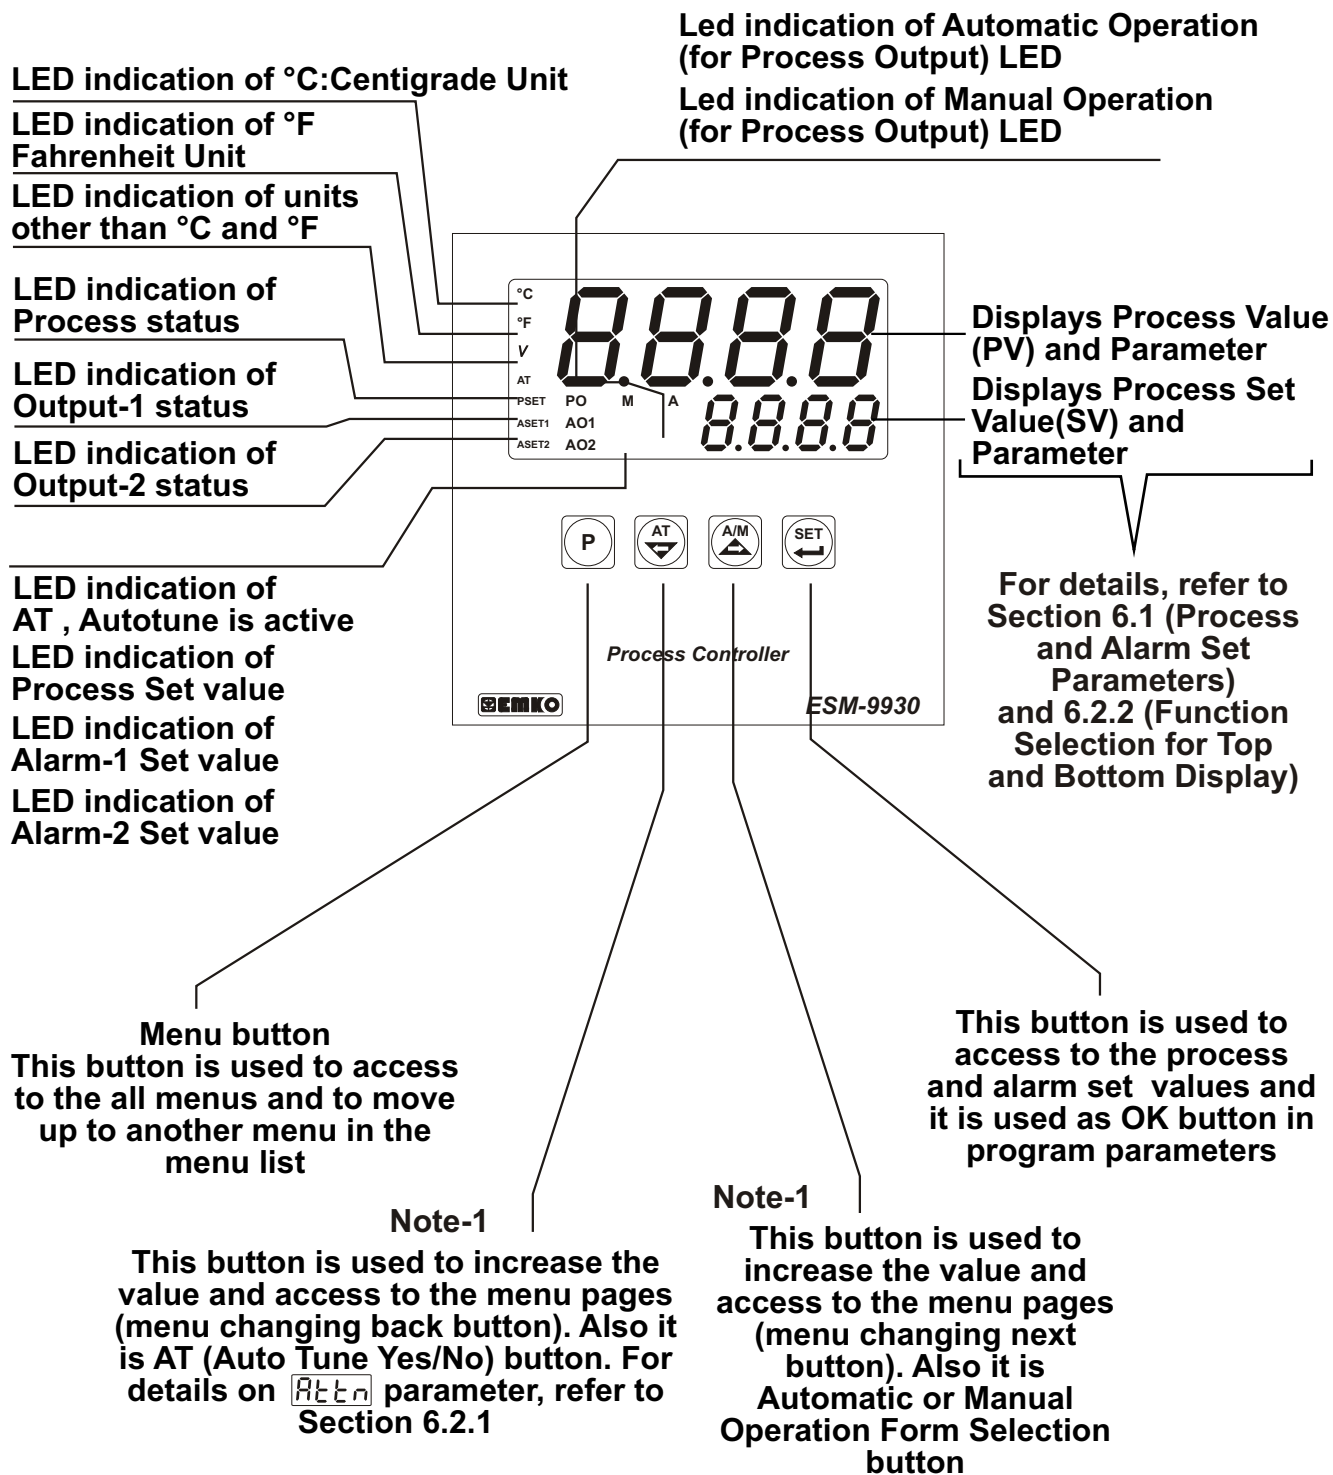 Led indication of Automatic Operation
(for Process Output) LED
Led indication of Manual Operation
(for Process Output) LED
LED indication of °C:Centigrade Unit
LED indication of °F
Fahrenheit Unit
LED indication of units
other than °C and °F
LED indication of
Process status
LED indication of
Output-1 status
LED indication of
Output-2 status
LED indication of
AT , Autotune is active
LED indication of
Process Set value
LED indication of
Alarm-1 Set value
LED indication of
Alarm-2 Set value
°C
°F
V
AT
PSET PO M A
ASET1 AO1
ASET2 AO2
8.8.8.8
8.8.8.8
P
AT
A/M
SET
Process Controller
EMKO
ESM-9930
Displays Process Value
(PV) and Parameter
Displays Process Set
Value(SV) and
Parameter
For details, refer to
Section 6.1 (Process
and Alarm Set
Parameters)
and 6.2.2 (Function
Selection for Top
and Bottom Display)
Menu button
This button is used to access
to the all menus and to move
up to another menu in the
menu list
Note-1
This button is used to increase the
value and access to the menu pages
(menu changing back button). Also it
is AT (Auto Tune Yes/No) button. For
details on Attn parameter, refer to
Section 6.2.1
Note-1
This button is used to
increase the value and
access to the menu pages
(menu changing next
button). Also it is
Automatic or Manual
Operation Form Selection
button
This button is used to
access to the process
and alarm set values and
it is used as OK button in
program parameters